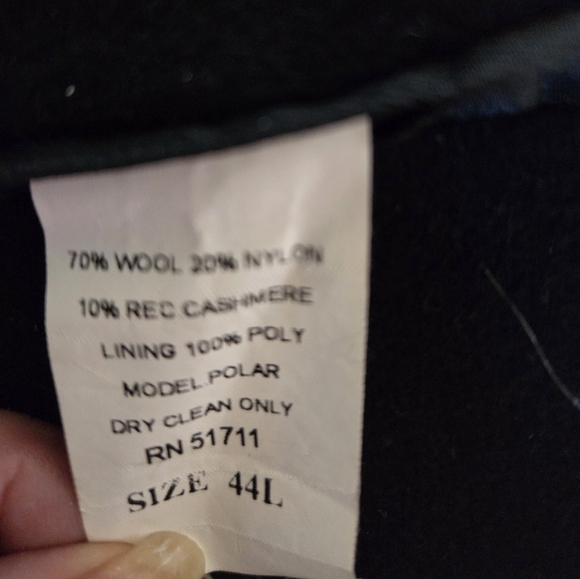 70% WOOL 20% NYLON
10% REC CASHMERE
LINING 100% POLY
MODEL.POLAR
DRY CLEAN ONLY
RN 51711
SIZE 44L